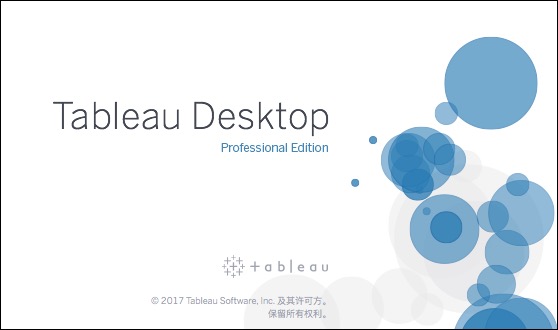 Tableau Desktop
Professional Edition
+ableau
© 2017 Tableau Software, Inc. 及其许可方。
保留所有权利。